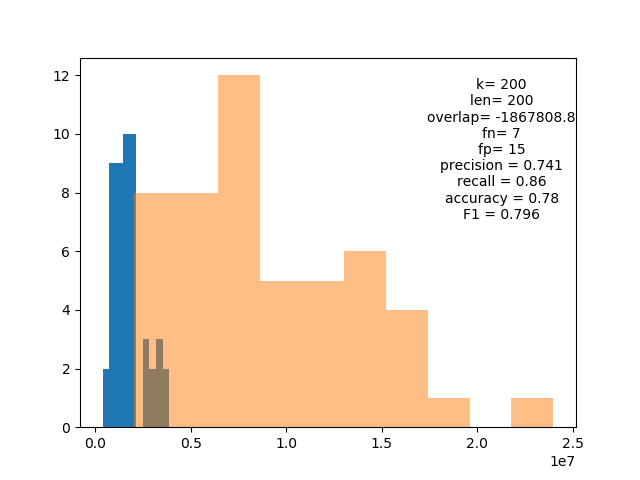 12
10
8
6
4
2
0
0.0
0.5
1.0
1.5
2.0
2.5
1e7
k= 200
len= 200
overlap= -1867808.8
fn= 7
fp= 15
precision = 0.741
recall = 0.86
accuracy = 0.78
F1 = 0.796